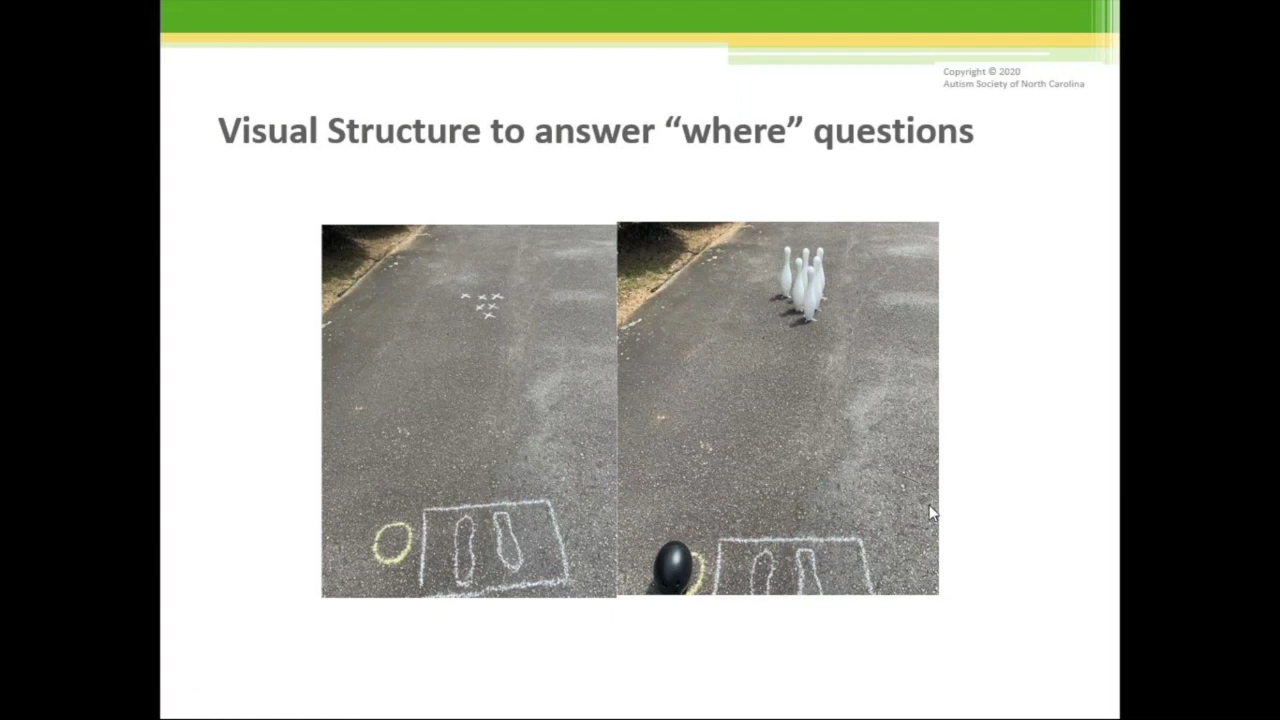 Copyright © 2020
Autism Society of North Carolina
Visual Structure to answer “where” questions